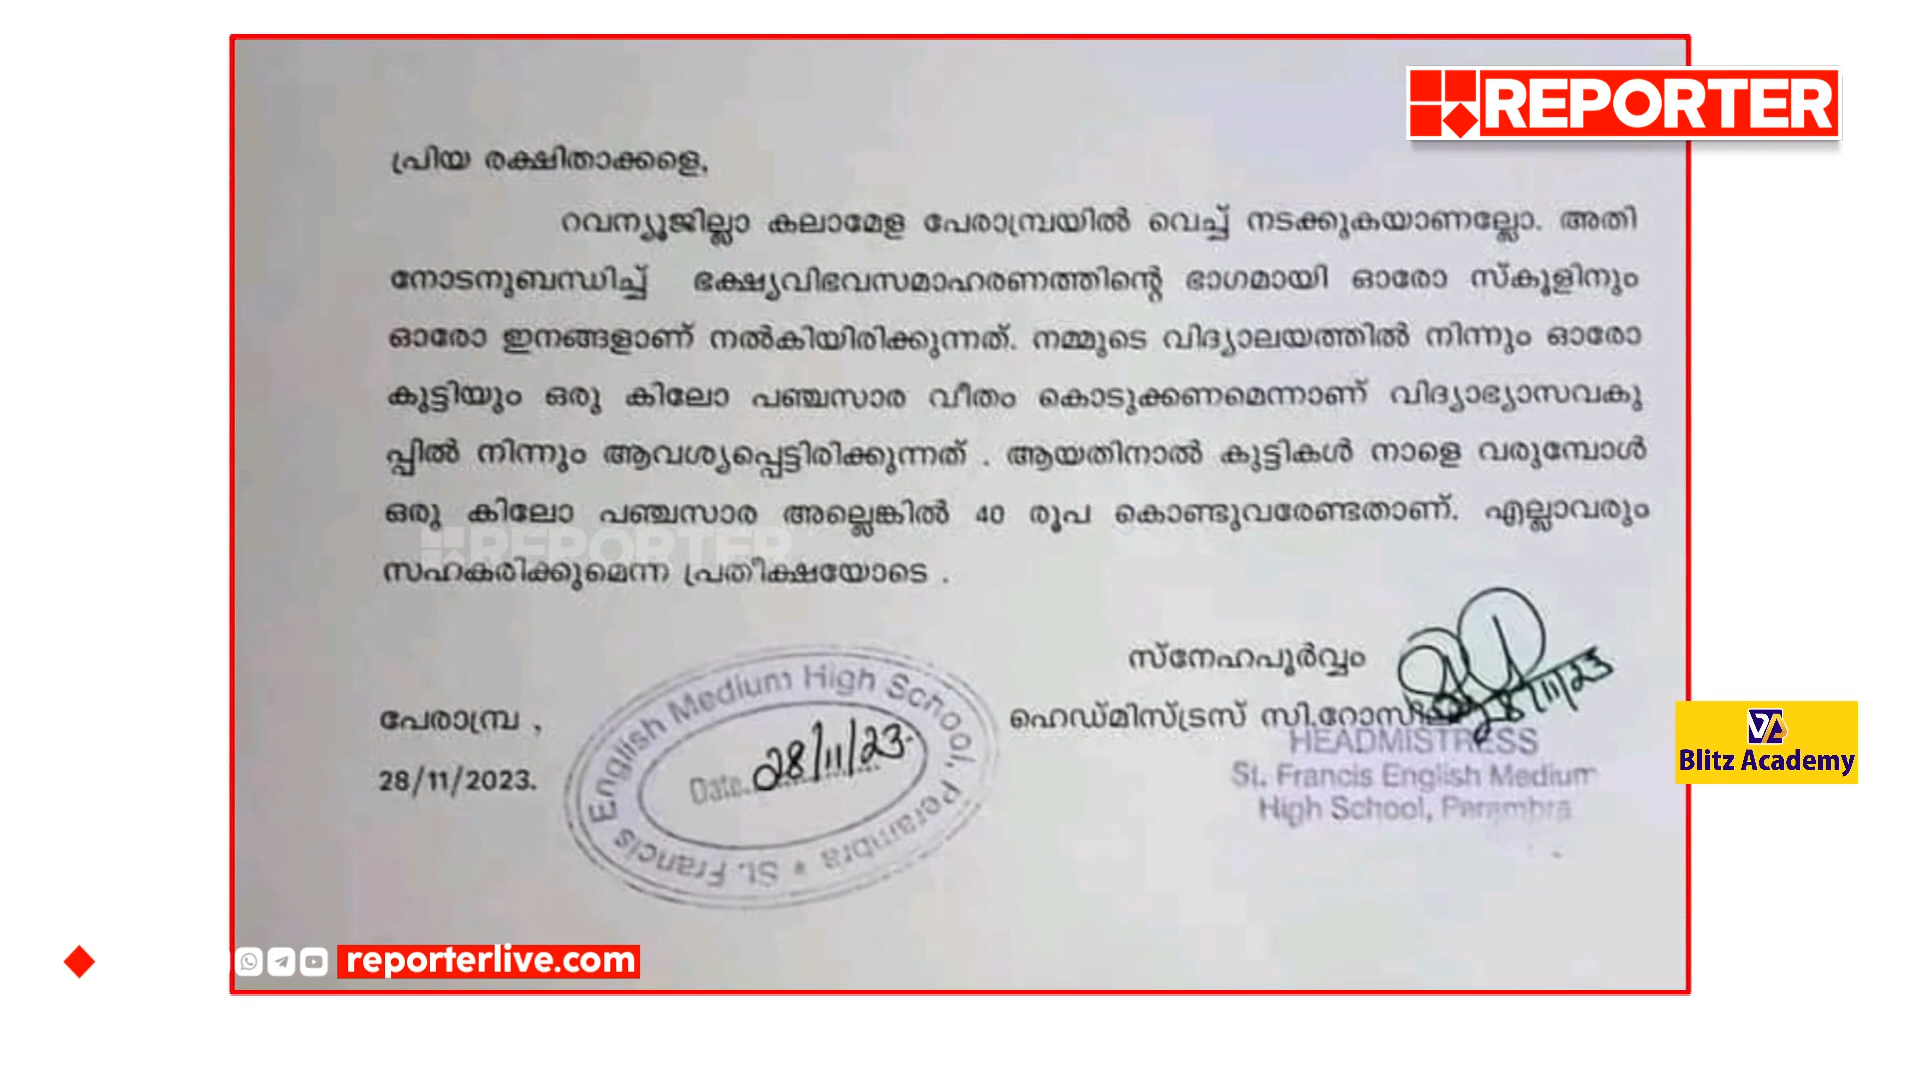 REPORTER
പ്രിയ രക്ഷിതാക്കളെ,
റവന്യൂജില്ലാ കലാമേള പേരാമ്പ്രയിൽ വെച്ച് നടക്കുകയാണല്ലോ. അതി
നോടനുബന്ധിച്ച് ഭക്ഷ്യവിഭവസമാഹരണത്തിന്റെ ഭാഗമായി ഓരോ സ്കൂളിനും
ഓരോ ഇനങ്ങളാണ് നൽകിയിരിക്കുന്നത്. നമ്മുടെ വിദ്യാലയത്തിൽ നിന്നും ഓരോ
കുട്ടിയും ഒരു കിലോ പഞ്ചസാര വീതം കൊടുക്കണമെന്നാണ് വിദ്യാഭ്യാസവകു
പ്പിൽ നിന്നും ആവശ്യപ്പെട്ടിരിക്കുന്നത് . ആയതിനാൽ കുട്ടികൾ നാളെ വരുമ്പോൾ
ഒരു കിലോ പഞ്ചസാര അല്ലെങ്കിൽ 40 രൂപ കൊണ്ടുവരേണ്ടതാണ്. എല്ലാവരും
REPORTER
സഹകരിക്കുമെന്ന പ്രതീക്ഷയോടെ .
സ്നേഹപൂർവ്വം
28/11/23
പേരാമ്പ്ര ,
ഹെഡ്മിസ്ട്രസ് സി.
28/11/2023.
St. Francis English Medium High School, Perambra *
Date 28/11/23.
HEADMISTRESS
St. Francis English Medium
High School, Perambra
Blitz Academy
reporterlive.com